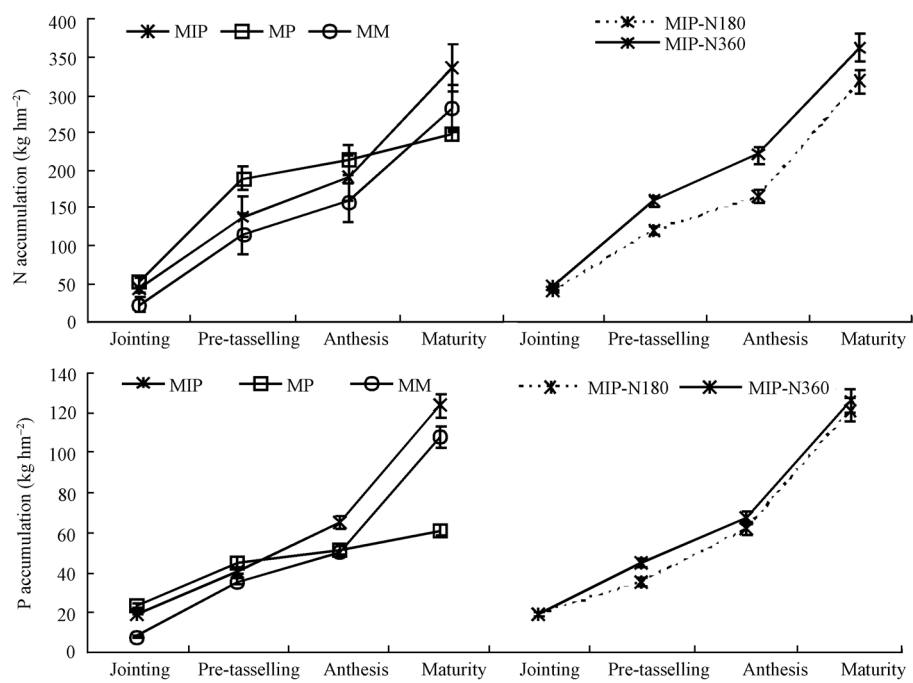 N accumulation (kg hm⁻²)
400
350
300
250
200
150
100
50
0
MIP MP MM
MIP-N180
MIP-N360
Jointing Pre-tasselling Anthesis Maturity Jointing Pre-tasselling Anthesis Maturity
P accumulation (kg hm⁻²)
140
120
100
80
60
40
20
0
MIP MP MM MIP-N180 MIP-N360
Jointing Pre-tasselling Anthesis Maturity Jointing Pre-tasselling Anthesis Maturity